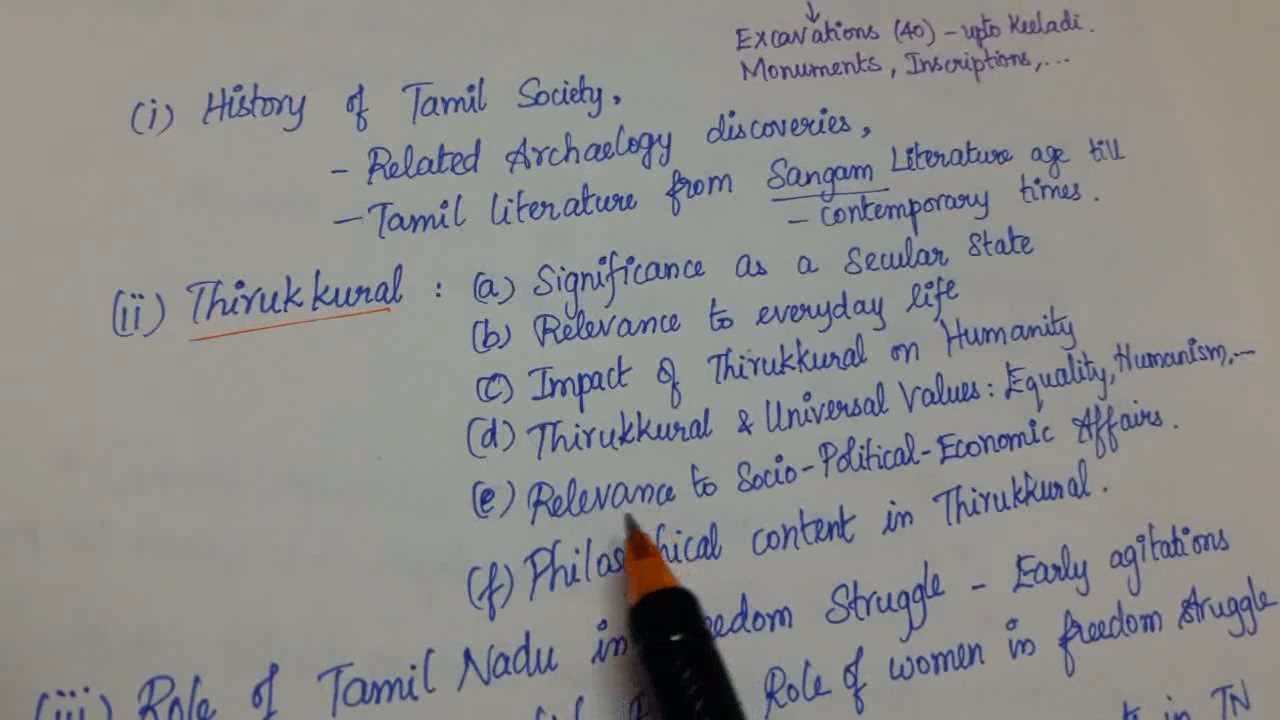 Excavations (40) - upto Keeladi.
Monuments, Inscriptions,...
(i) History of Tamil Society,
- Related Archaelogy discoveries,
- Tamil literature from Sangam Literature age till
- contemporary times.
(ii) Thirukkural : (a) Significance as a Secular State
(b) Relevance to everyday life
(c) Impact of Thirukkural on Humanity
(d) Thirukkural & Universal Values: Equality, Humanism,...
(e) Relevance to Socio-Political-Economic Affairs.
(f) content in Thirukkural.
(iii) Role of Tamil Nadu in Struggle - Early agitations
Role of women in freedom struggle
in TN